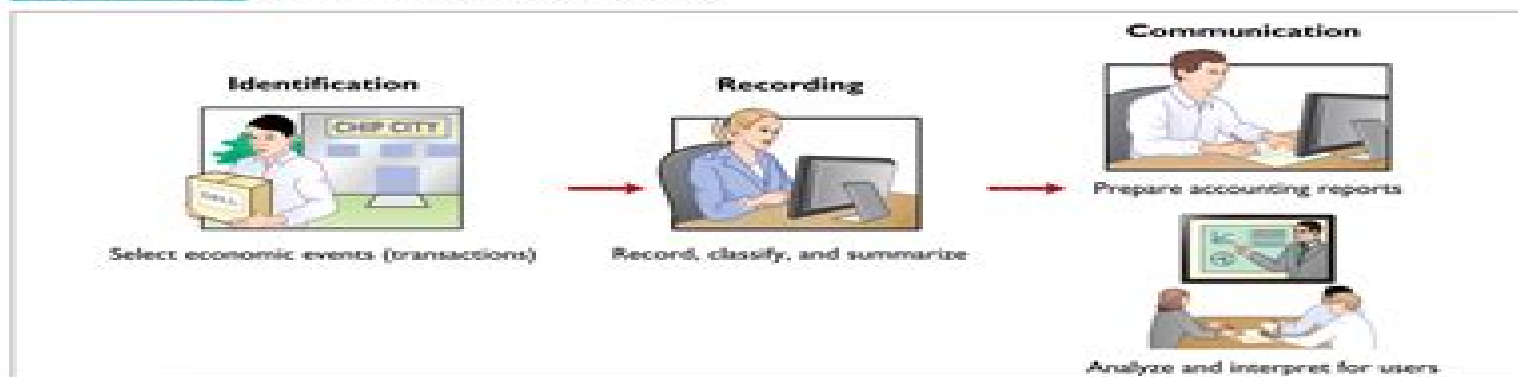 Identification
CHIP CITY
DELL
Select economic events (transactions)
Recording
Record, classify, and summarize
Communication
Prepare accounting reports
Analyze and interpret for users